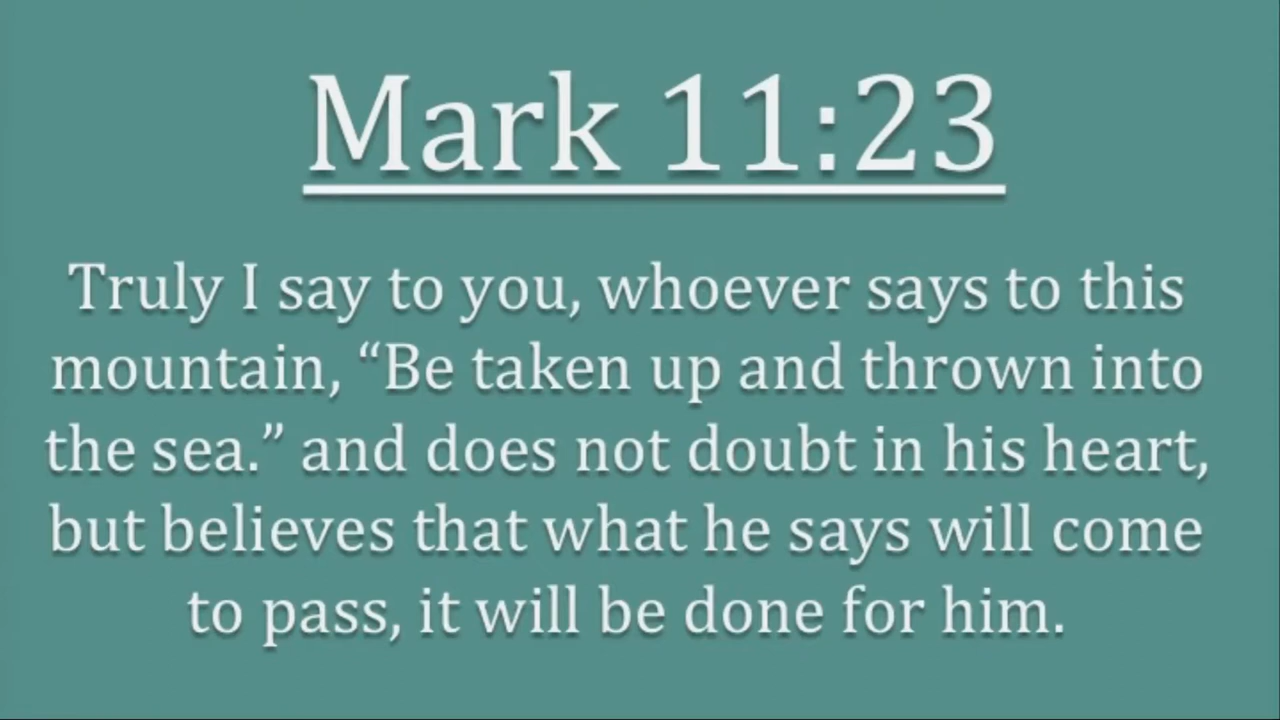 Mark 11:23
Truly I say to you, whoever says to this
mountain, “Be taken up and thrown into
the sea.” and does not doubt in his heart,
but believes that what he says will come
to pass, it will be done for him.